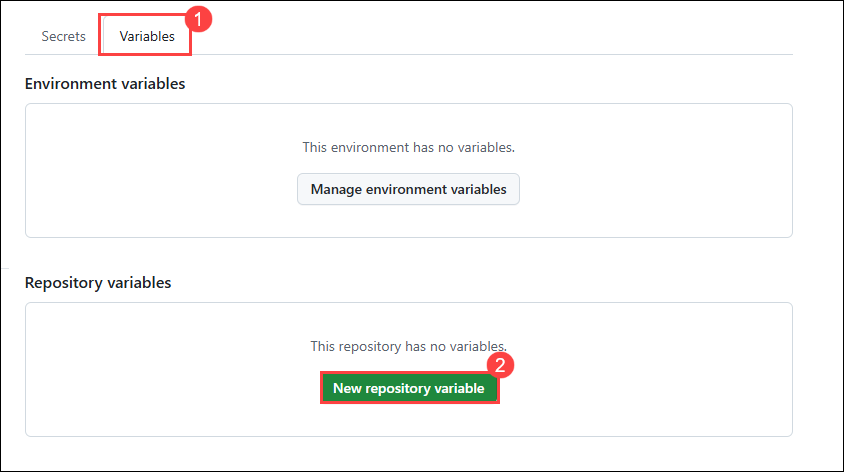 1
Secrets Variables
Environment variables
This environment has no variables.
Manage environment variables
Repository variables
This repository has no variables.
2
New repository variable